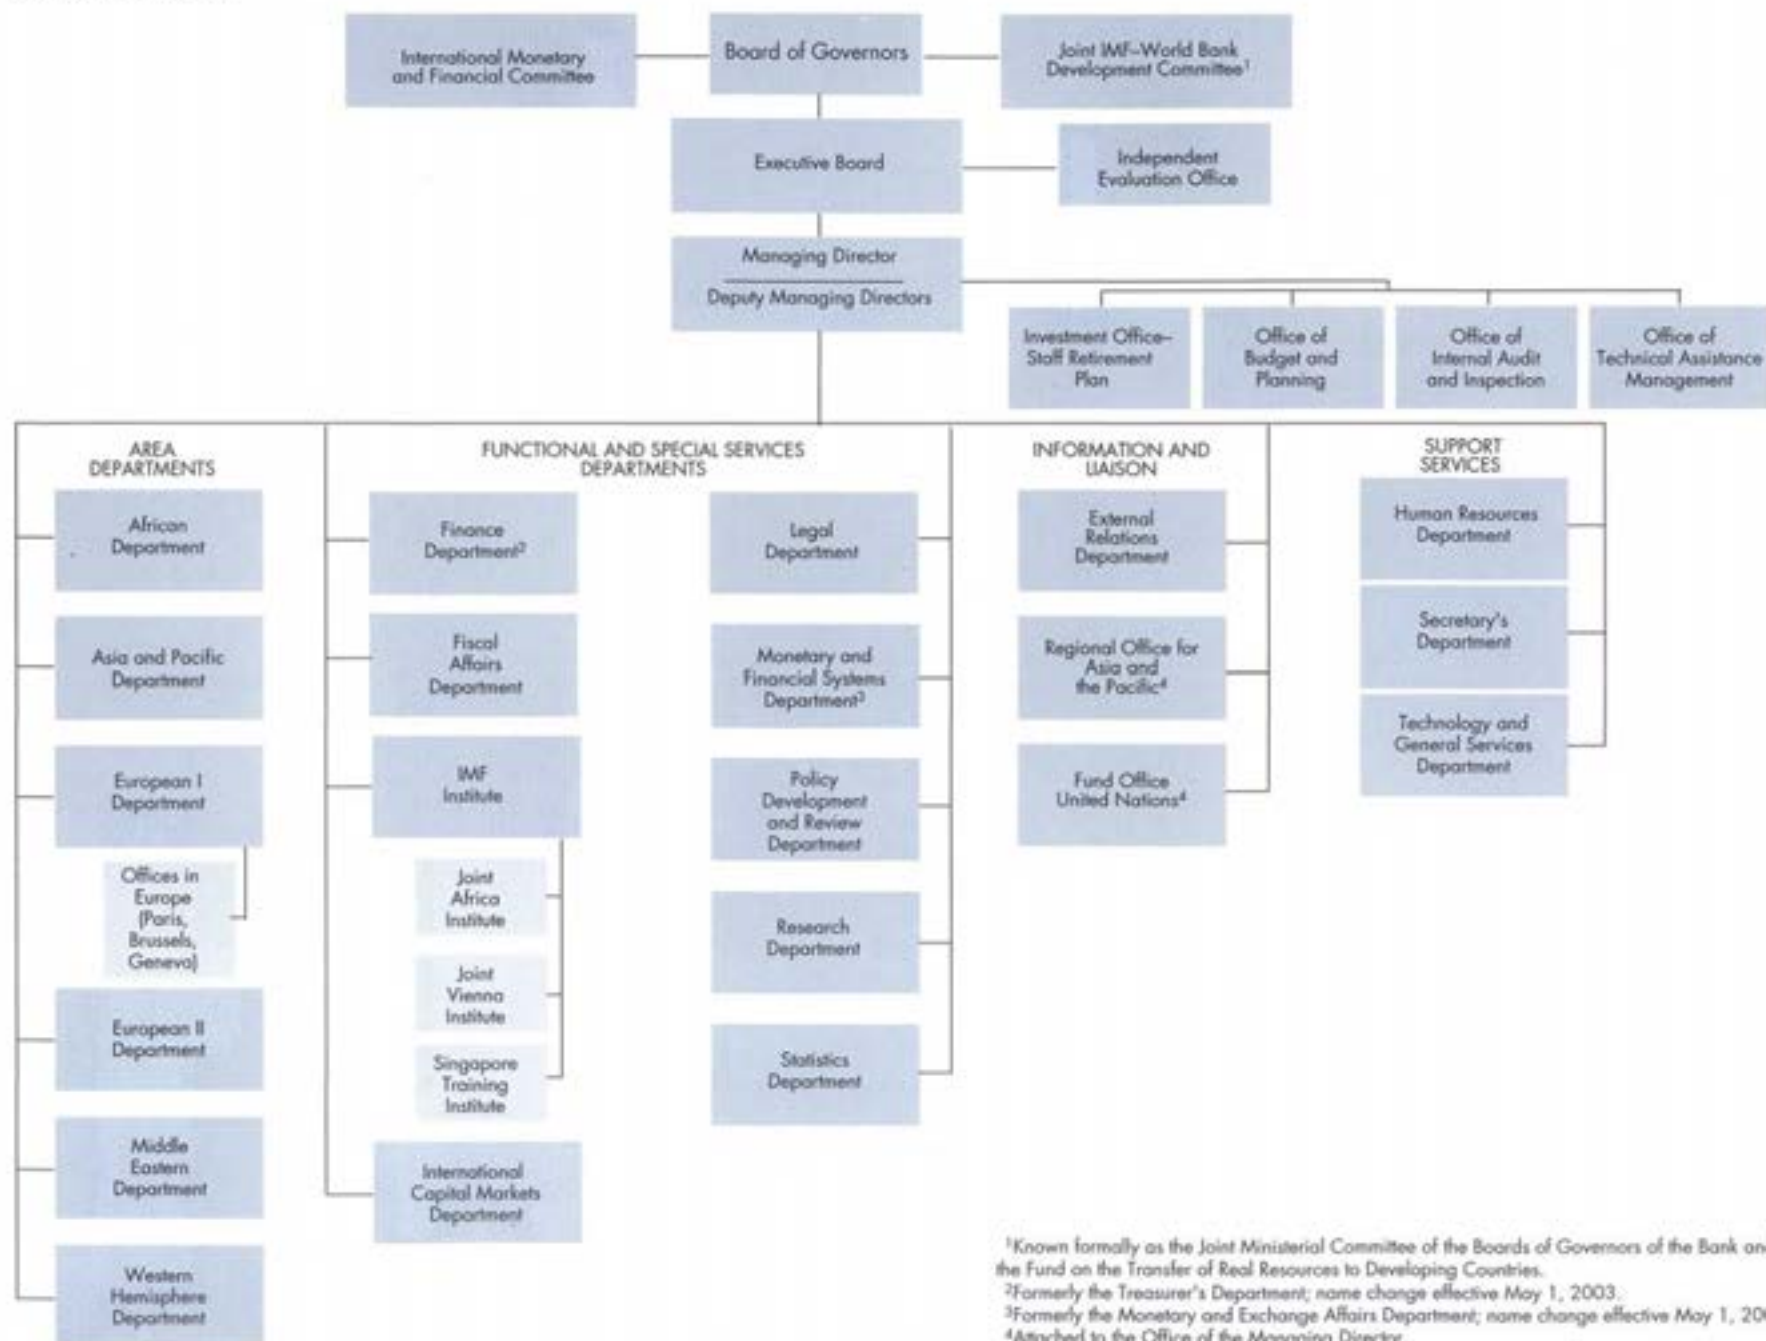 International Monetary
and Financial Committee
Board of Governors
Joint IMF–World Bank
Development Committee¹
Executive Board
Independent
Evaluation Office
Managing Director
Deputy Managing Directors
Investment Office–
Staff Retirement
Plan
Office of
Budget and
Planning
Office of
Internal Audit
and Inspection
Office of
Technical Assistance
Management
AREA
DEPARTMENTS
African
Department
Asia and Pacific
Department
European I
Department
Offices in
Europe
(Paris,
Brussels,
Geneva)
European II
Department
Middle
Eastern
Department
Western
Hemisphere
Department
FUNCTIONAL AND SPECIAL SERVICES
DEPARTMENTS
Finance
Department²
Fiscal
Affairs
Department
IMF
Institute
Joint
Africa
Institute
Joint
Vienna
Institute
Singapore
Training
Institute
International
Capital Markets
Department
Legal
Department
Monetary and
Financial Systems
Department³
Policy
Development
and Review
Department
Research
Department
Statistics
Department
INFORMATION AND
LIAISON
External
Relations
Department
Regional Office for
Asia and
the Pacific⁴
Fund Office
United Nations⁴
SUPPORT
SERVICES
Human Resources
Department
Secretary's
Department
Technology and
General Services
Department
¹Known formally as the Joint Ministerial Committee of the Boards of Governors of the Bank and
the Fund on the Transfer of Real Resources to Developing Countries.
²Formerly the Treasurer's Department; name change effective May 1, 2003.
³Formerly the Monetary and Exchange Affairs Department; name change effective May 1,
⁴Attached to the Office of the Managing Director.